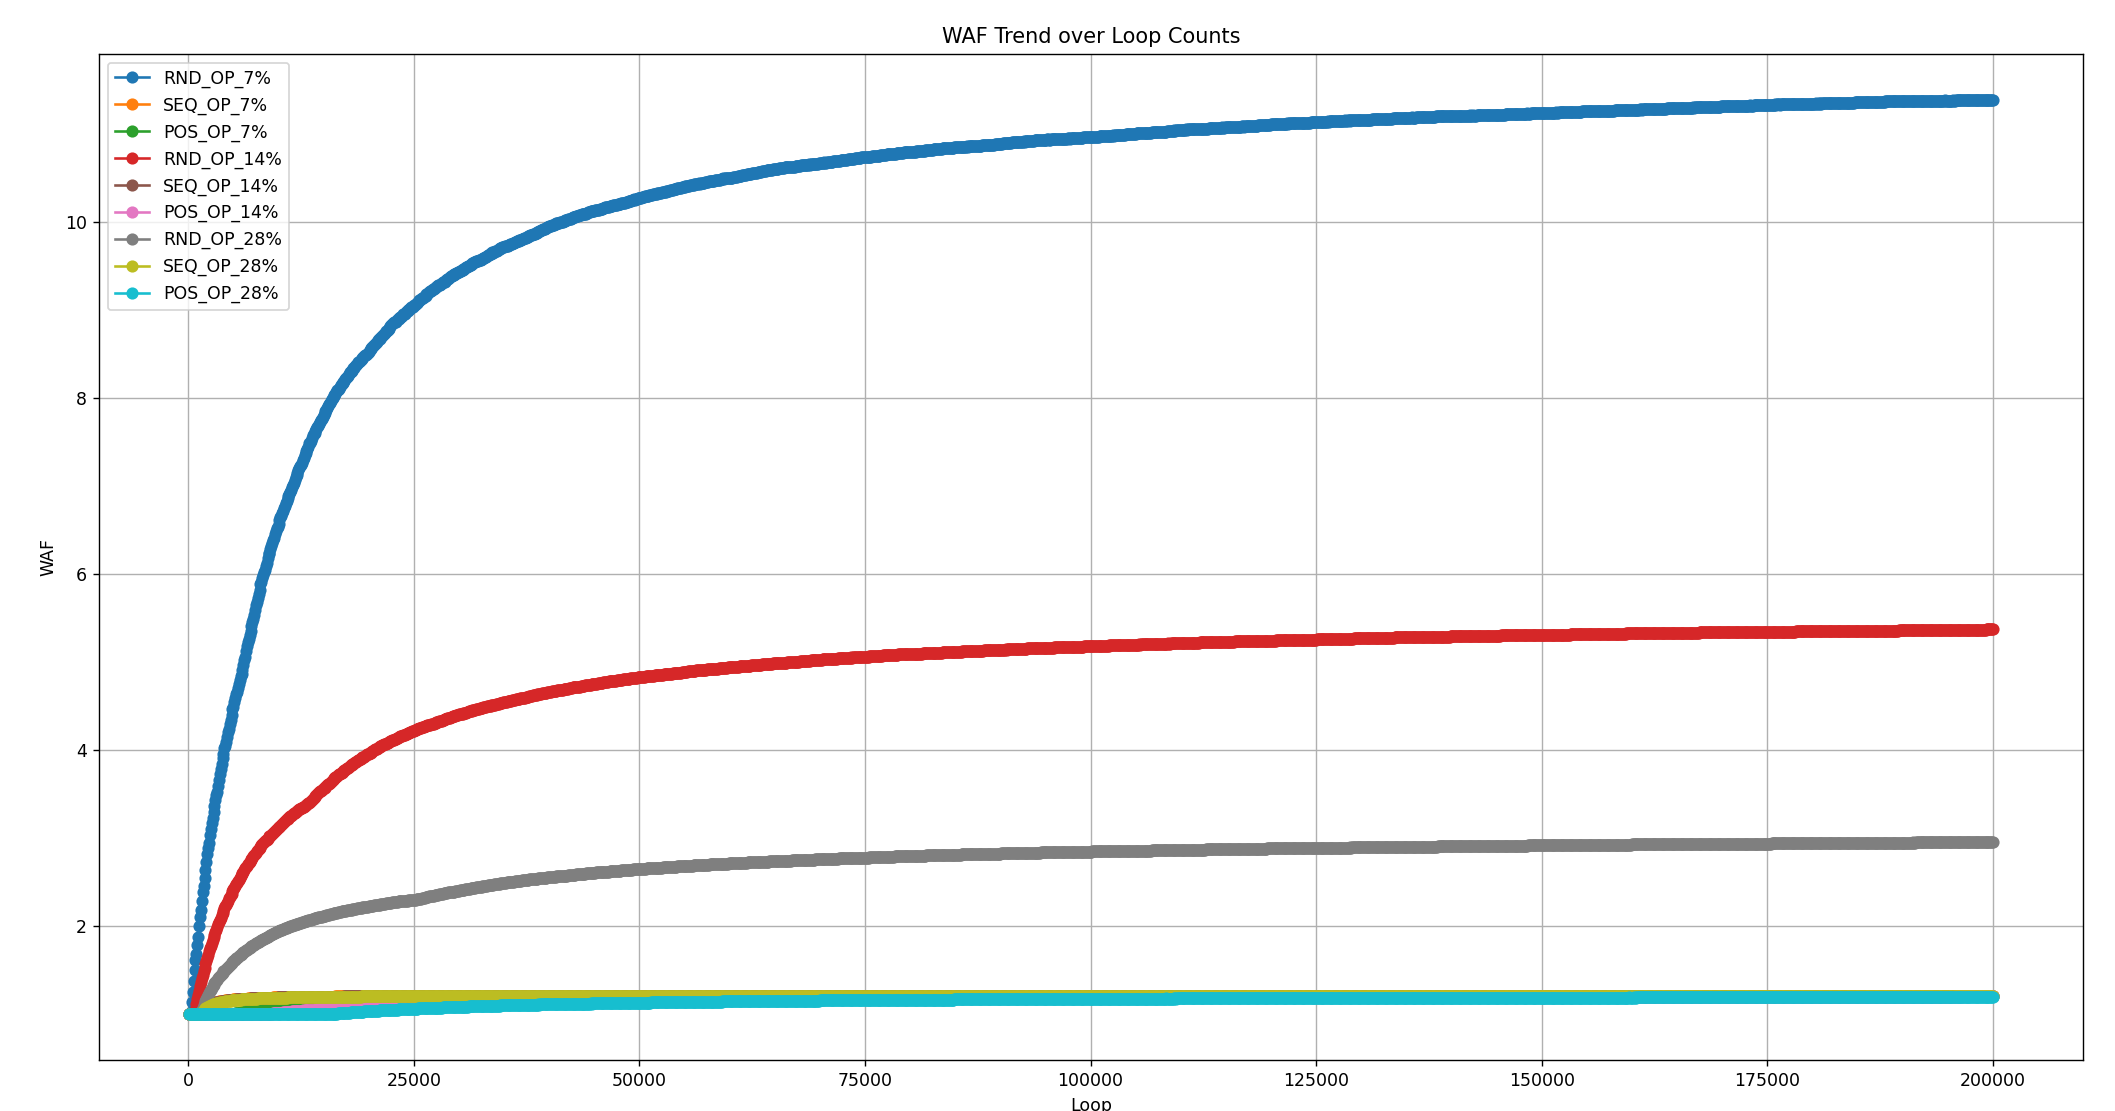 WAF Trend over Loop Counts
RND_OP_7%
SEQ_OP_7%
POS_OP_7%
RND_OP_14%
SEQ_OP_14%
POS_OP_14%
RND_OP_28%
SEQ_OP_28%
POS_OP_28%
10
8
6
4
2
WAF
0 25000 50000 75000 100000 125000 150000 175000 200000
Loop